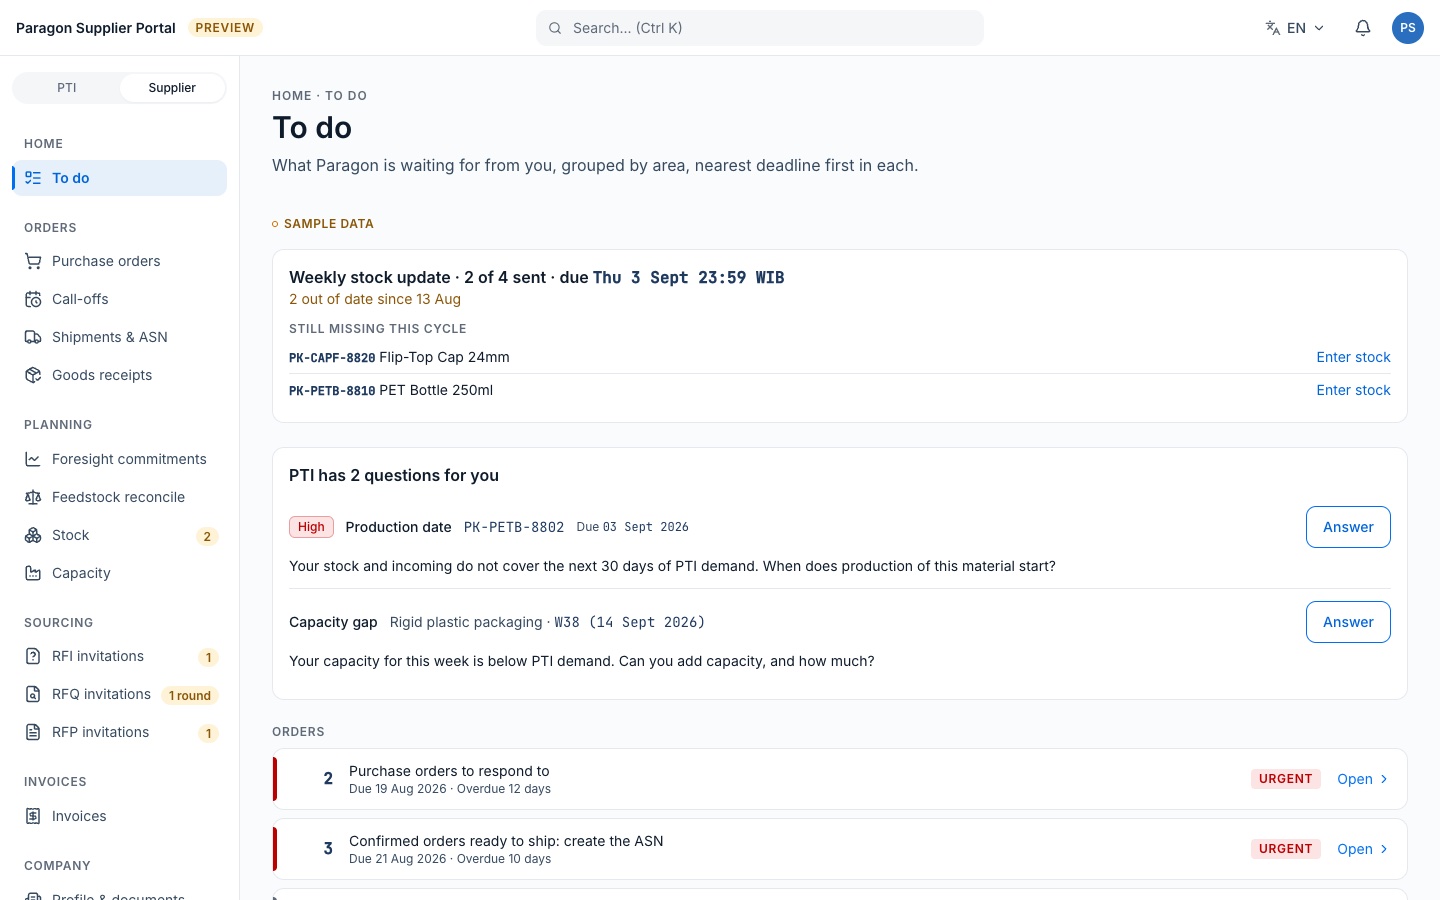 Paragon Supplier Portal PREVIEW
Search... (Ctrl K)
EN
PS
PTI Supplier
HOME
To do
ORDERS
Purchase orders
Call-offs
Shipments & ASN
Goods receipts
PLANNING
Foresight commitments
Feedstock reconcile
Stock 2
Capacity
SOURCING
RFI invitations 1
RFQ invitations 1 round
RFP invitations 1
INVOICES
Invoices
COMPANY
Profile & documents
HOME · TO DO
To do
What Paragon is waiting for from you, grouped by area, nearest deadline first in each.
SAMPLE DATA
Weekly stock update · 2 of 4 sent · due Thu 3 Sept 23:59 WIB
2 out of date since 13 Aug
STILL MISSING THIS CYCLE
PK-CAPF-8820 Flip-Top Cap 24mm Enter stock
PK-PETB-8810 PET Bottle 250ml Enter stock
PTI has 2 questions for you
High Production date PK-PETB-8802 Due 03 Sept 2026 Answer
Your stock and incoming do not cover the next 30 days of PTI demand. When does production of this material start?
Capacity gap Rigid plastic packaging · W38 (14 Sept 2026) Answer
Your capacity for this week is below PTI demand. Can you add capacity, and how much?
ORDERS
2 Purchase orders to respond to URGENT Open
Due 19 Aug 2026 · Overdue 12 days
3 Confirmed orders ready to ship: create the ASN URGENT Open
Due 21 Aug 2026 · Overdue 10 days